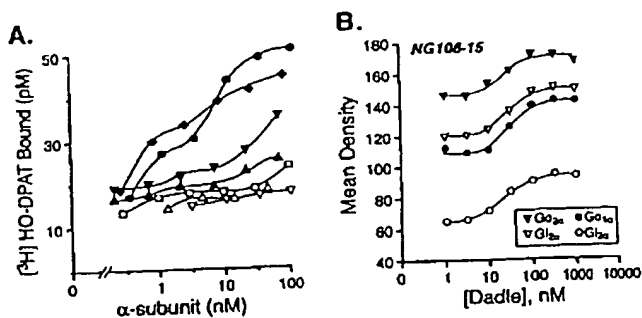 A.
[³H] HO-DPAT Bound (pM)
50
30
10
0
0 1 10 100
α-subunit (nM)
B.
NG108-15
Mean Density
180
160
140
120
100
80
60
40
▼ Go₂α ● Go₁α
▽ Gi₂α ○ Gi₃α
0 1 10 100 1000 10000
[Dadle], nM